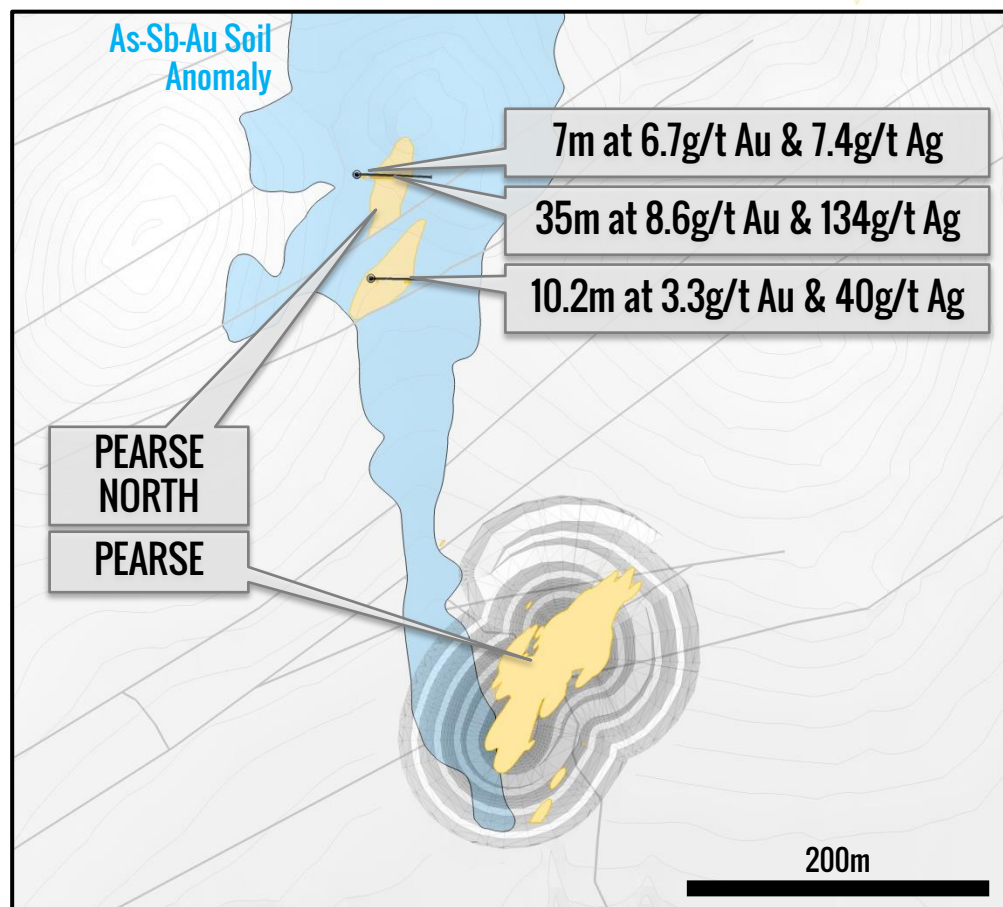 As-Sb-Au Soil
Anomaly
7m at 6.7g/t Au & 7.4g/t Ag
35m at 8.6g/t Au & 134g/t Ag
10.2m at 3.3g/t Au & 40g/t Ag
PEARSE
NORTH
PEARSE
200m